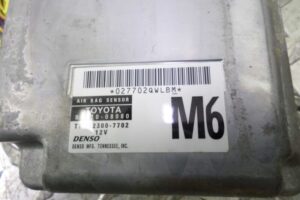 *027702QWLBM*
AIR BAG SENSOR
TOYOTA
M6
12V
DENSO
DENSO MFG. TENNESSEE, INC.